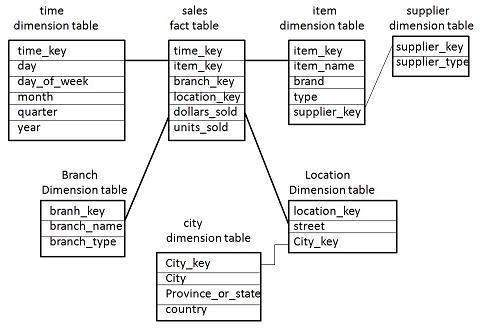 time
dimension table
time_key
day
day_of_week
month
quarter
year
sales
fact table
time_key
item_key
branch_key
location_key
dollars_sold
units_sold
item
dimension table
item_key
item_name
brand
type
supplier_key
supplier
dimension table
supplier_key
supplier_type
Branch
Dimension table
branh_key
branch_name
branch_type
city
dimension table
City_key
City
Province_or_state
country
Location
Dimension table
location_key
street
City_key